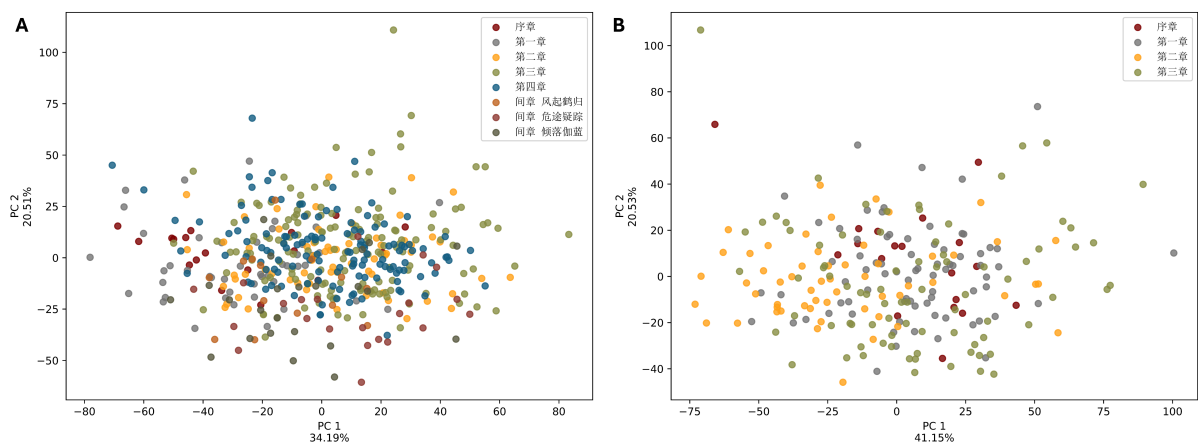 A
序章
第一章
第二章
第三章
第四章
间章 风起鹤归
间章 危途疑踪
间章 倾落伽蓝
100
75
50
25
0
−25
−50
PC 2
20.51%
−80 −60 −40 −20 0 20 40 60 80
PC 1
34.19%
B
序章
第一章
第二章
第三章
100
80
60
40
20
0
−20
−40
PC 2
20.53%
−75 −50 −25 0 25 50 75 100
PC 1
41.15%